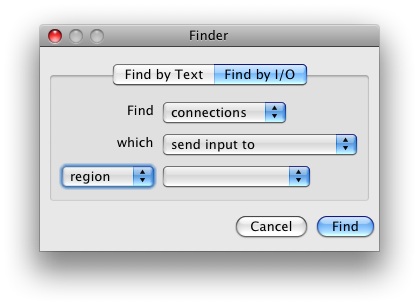 Finder
Find by Text Find by I/O
Find connections
which send input to
region
Cancel Find